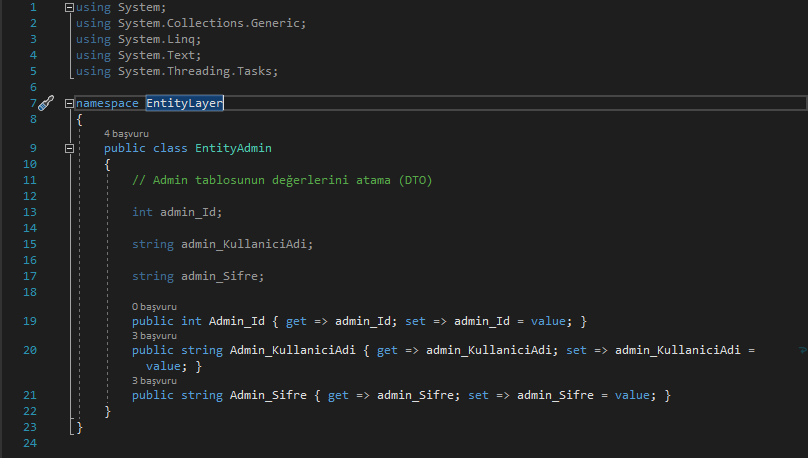 1 using System;
2 using System.Collections.Generic;
3 using System.Linq;
4 using System.Text;
5 using System.Threading.Tasks;
6
7 namespace EntityLayer
8 {
4 başvuru
9 public class EntityAdmin
10 {
11 // Admin tablosunun değerlerini atama (DTO)
12
13 int admin_Id;
14
15 string admin_KullaniciAdi;
16
17 string admin_Sifre;
18
0 başvuru
19 public int Admin_Id { get => admin_Id; set => admin_Id = value; }
3 başvuru
20 public string Admin_KullaniciAdi { get => admin_KullaniciAdi; set => admin_KullaniciAdi =
value; }
3 başvuru
21 public string Admin_Sifre { get => admin_Sifre; set => admin_Sifre = value; }
22 }
23 }
24